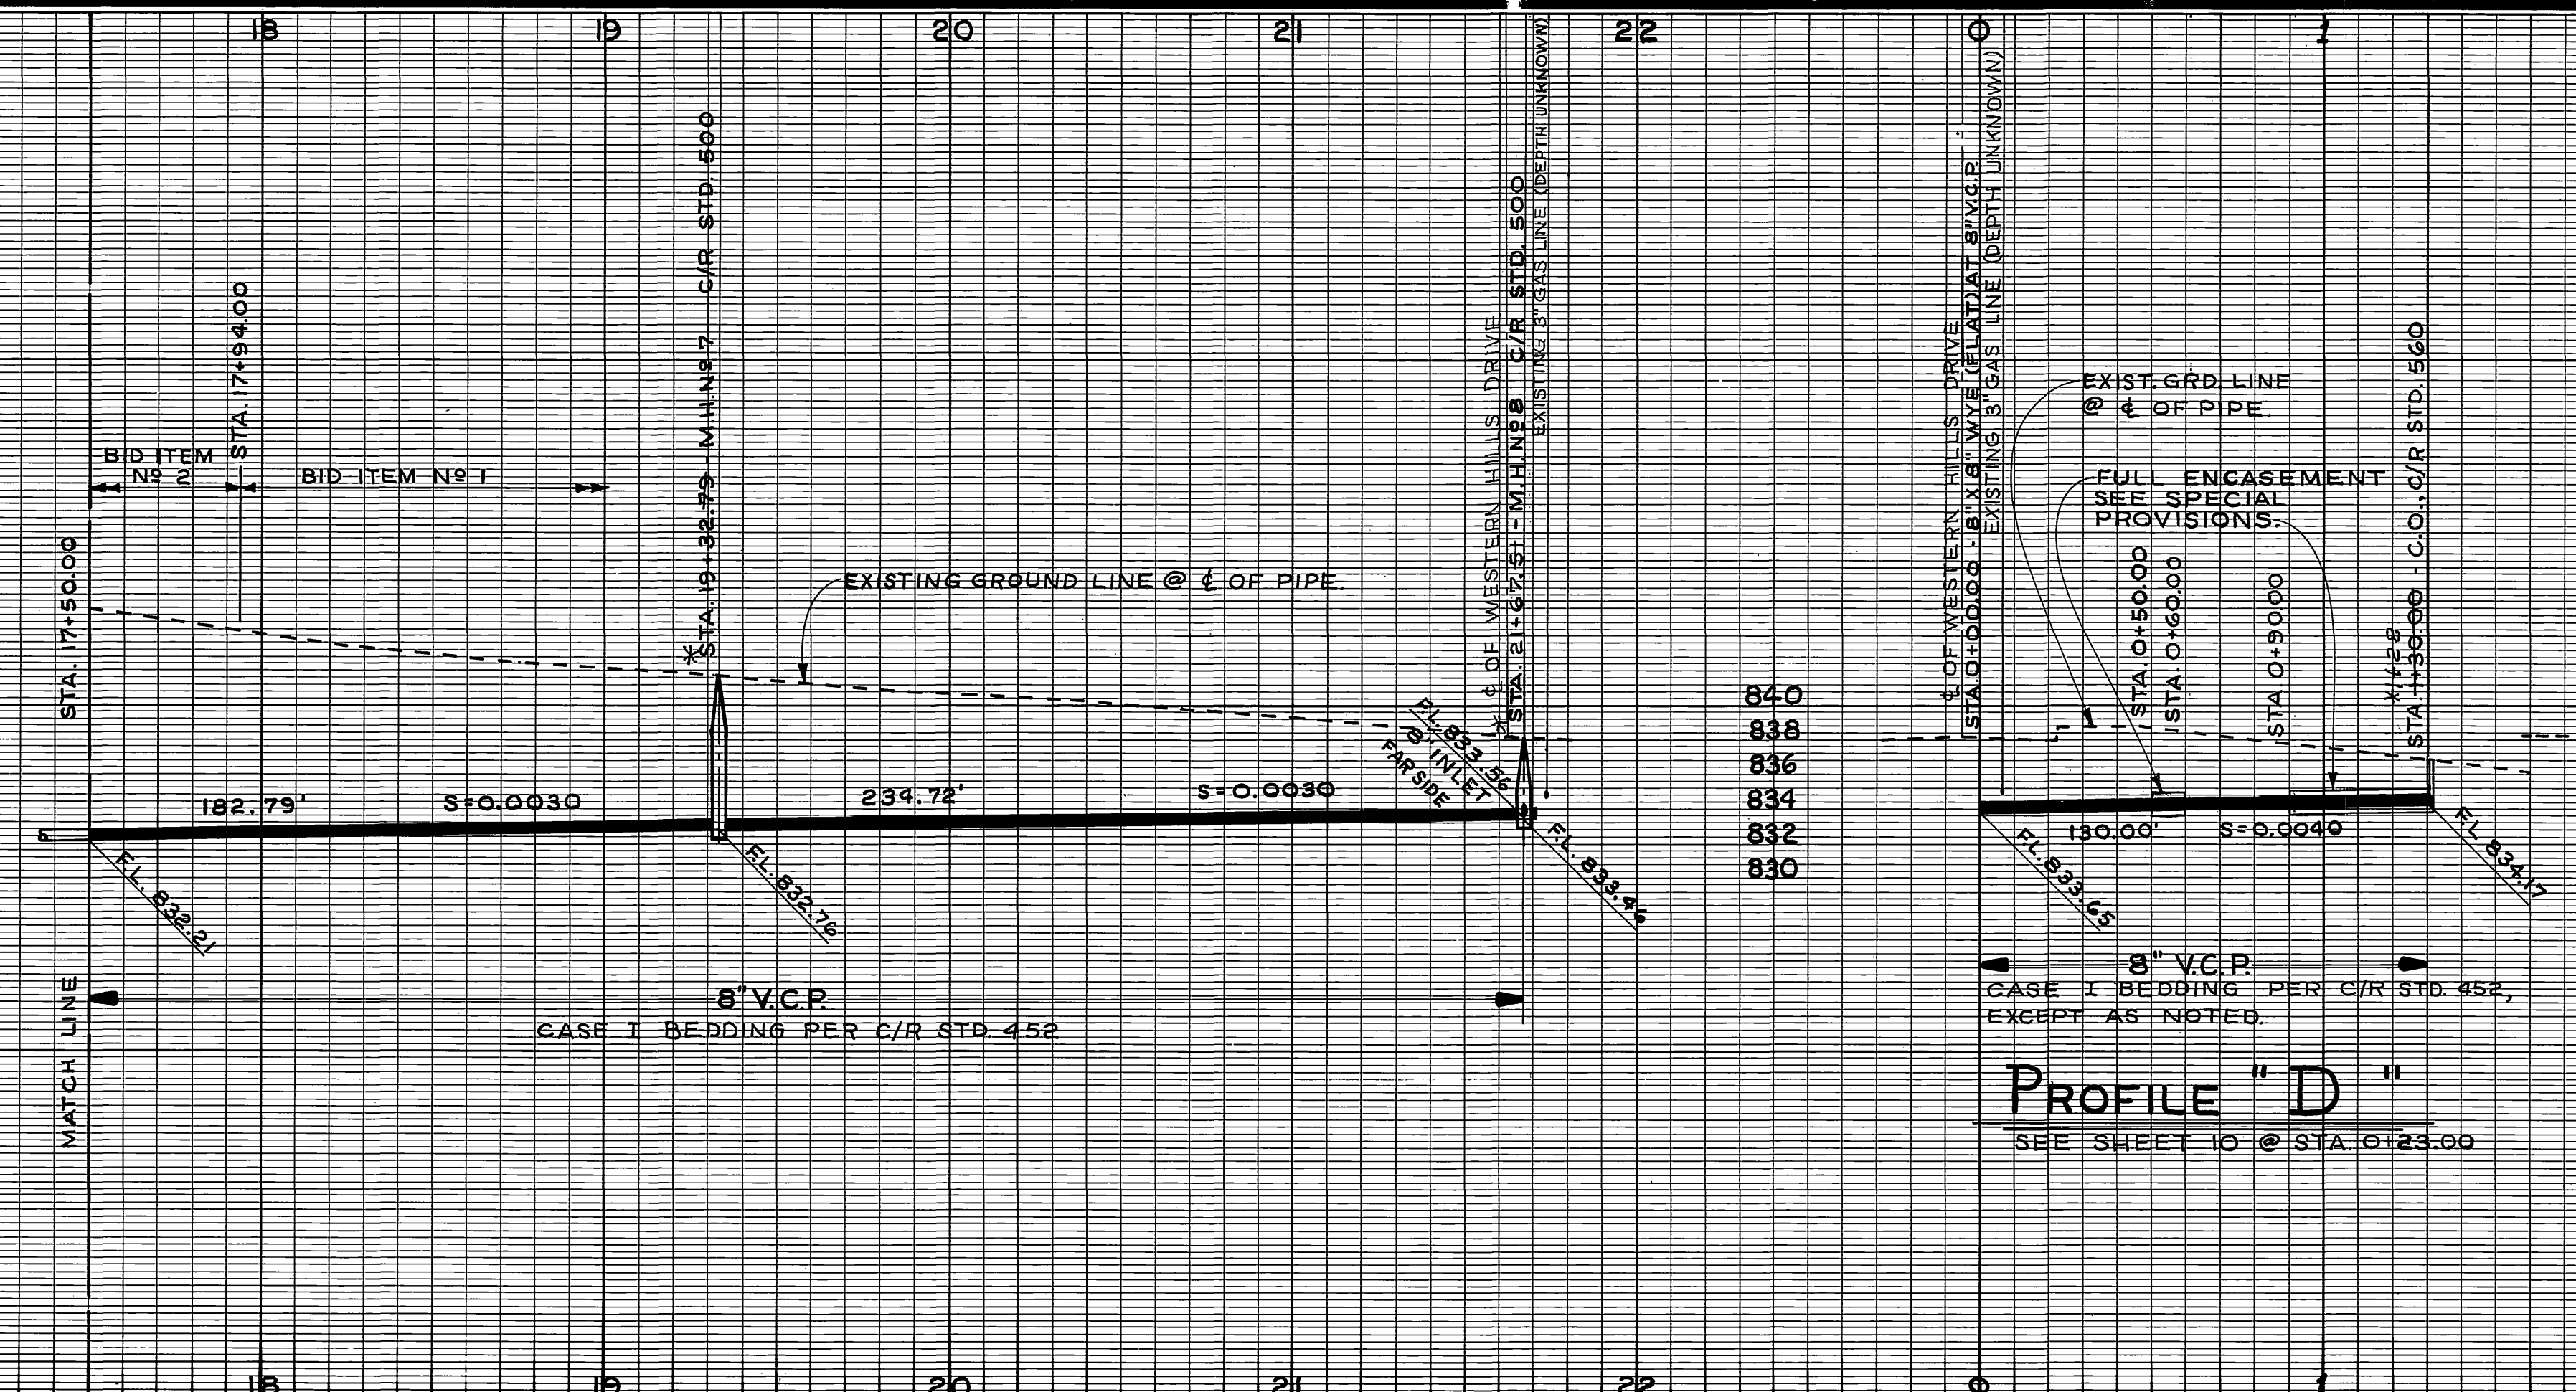 18
19
20
21
22
0
1
STA. 17+50.00
MATCH LINE
BID ITEM
Nº 2
STA. 17+94.00
BID ITEM Nº 1
*STA. 19+32.79 - M.H. Nº 7 C/R STD. 500
EXISTING GROUND LINE @ ℄ OF PIPE.
℄ OF WESTERN HILLS DRIVE
*STA. 21+67.51 - M.H. Nº 8 C/R STD. 500
EXISTING 3" GAS LINE (DEPTH UNKNOWN)
F.L. 833.56
8" INLET
FAR SIDE
182.79'
S=0.0030
234.72'
S=0.0030
F.L. 832.21
F.L. 832.76
F.L. 833.46
8" V.C.P.
CASE I BEDDING PER C/R STD. 452
840
838
836
834
832
830
℄ OF WESTERN HILLS DRIVE
STA. 0+00.00 - 8" X 8" WYE (FLAT) AT 8" V.C.P.
EXISTING 3" GAS LINE (DEPTH UNKNOWN)
EXIST. GRD. LINE
@ ℄ OF PIPE.
FULL ENCASEMENT
SEE SPECIAL
PROVISIONS.
STA. 0+50.00
STA. 0+60.00
STA. 0+90.00
*1+28
STA. 1+30.00 - C.O., C/R STD. 560
130.00'
S=0.0040
F.L. 833.65
F.L. 834.17
8" V.C.P.
CASE I BEDDING PER C/R STD. 452,
EXCEPT AS NOTED.
PROFILE "D"
SEE SHEET 10 @ STA. 0+23.00
18
19
20
21
22
0
1